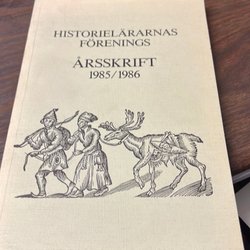 HISTORIELÄRARNAS
FÖRENINGS
ÅRSSKRIFT
1985/1986